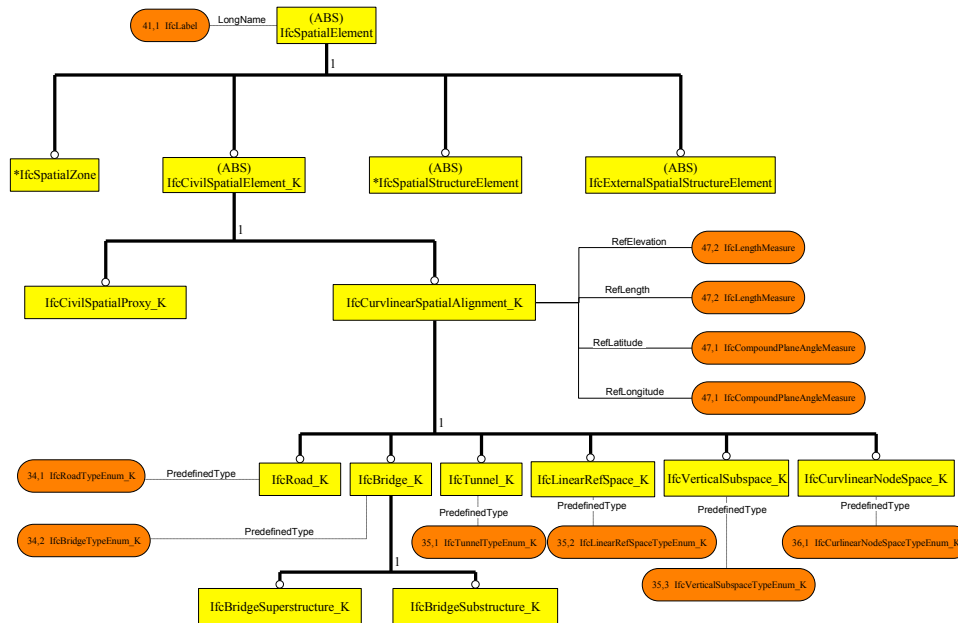 41,1 IfcLabel
LongName
(ABS)
IfcSpatialElement
1
*IfcSpatialZone
(ABS)
IfcCivilSpatialElement_K
(ABS)
*IfcSpatialStructureElement
(ABS)
IfcExternalSpatialStructureElement
1
IfcCivilSpatialProxy_K
IfcCurvlinearSpatialAlignment_K
RefElevation
47,2 IfcLengthMeasure
RefLength
47,2 IfcLengthMeasure
RefLatitude
47,1 IfcCompoundPlaneAngleMeasure
RefLongitude
47,1 IfcCompoundPlaneAngleMeasure
1
34,1 IfcRoadTypeEnum_K
PredefinedType
IfcRoad_K
IfcBridge_K
IfcTunnel_K
IfcLinearRefSpace_K
IfcVerticalSubspace_K
IfcCurvlinearNodeSpace_K
34,2 IfcBridgeTypeEnum_K
PredefinedType
PredefinedType
PredefinedType
PredefinedType
PredefinedType
35,1 IfcTunnelTypeEnum_K
35,2 IfcLinearRefSpaceTypeEnum_K
36,1 IfcCurlinearNodeSpaceTypeEnum_K
1
35,3 IfcVerticalSubspaceTypeEnum_K
IfcBridgeSuperstructure_K
IfcBridgeSubstructure_K